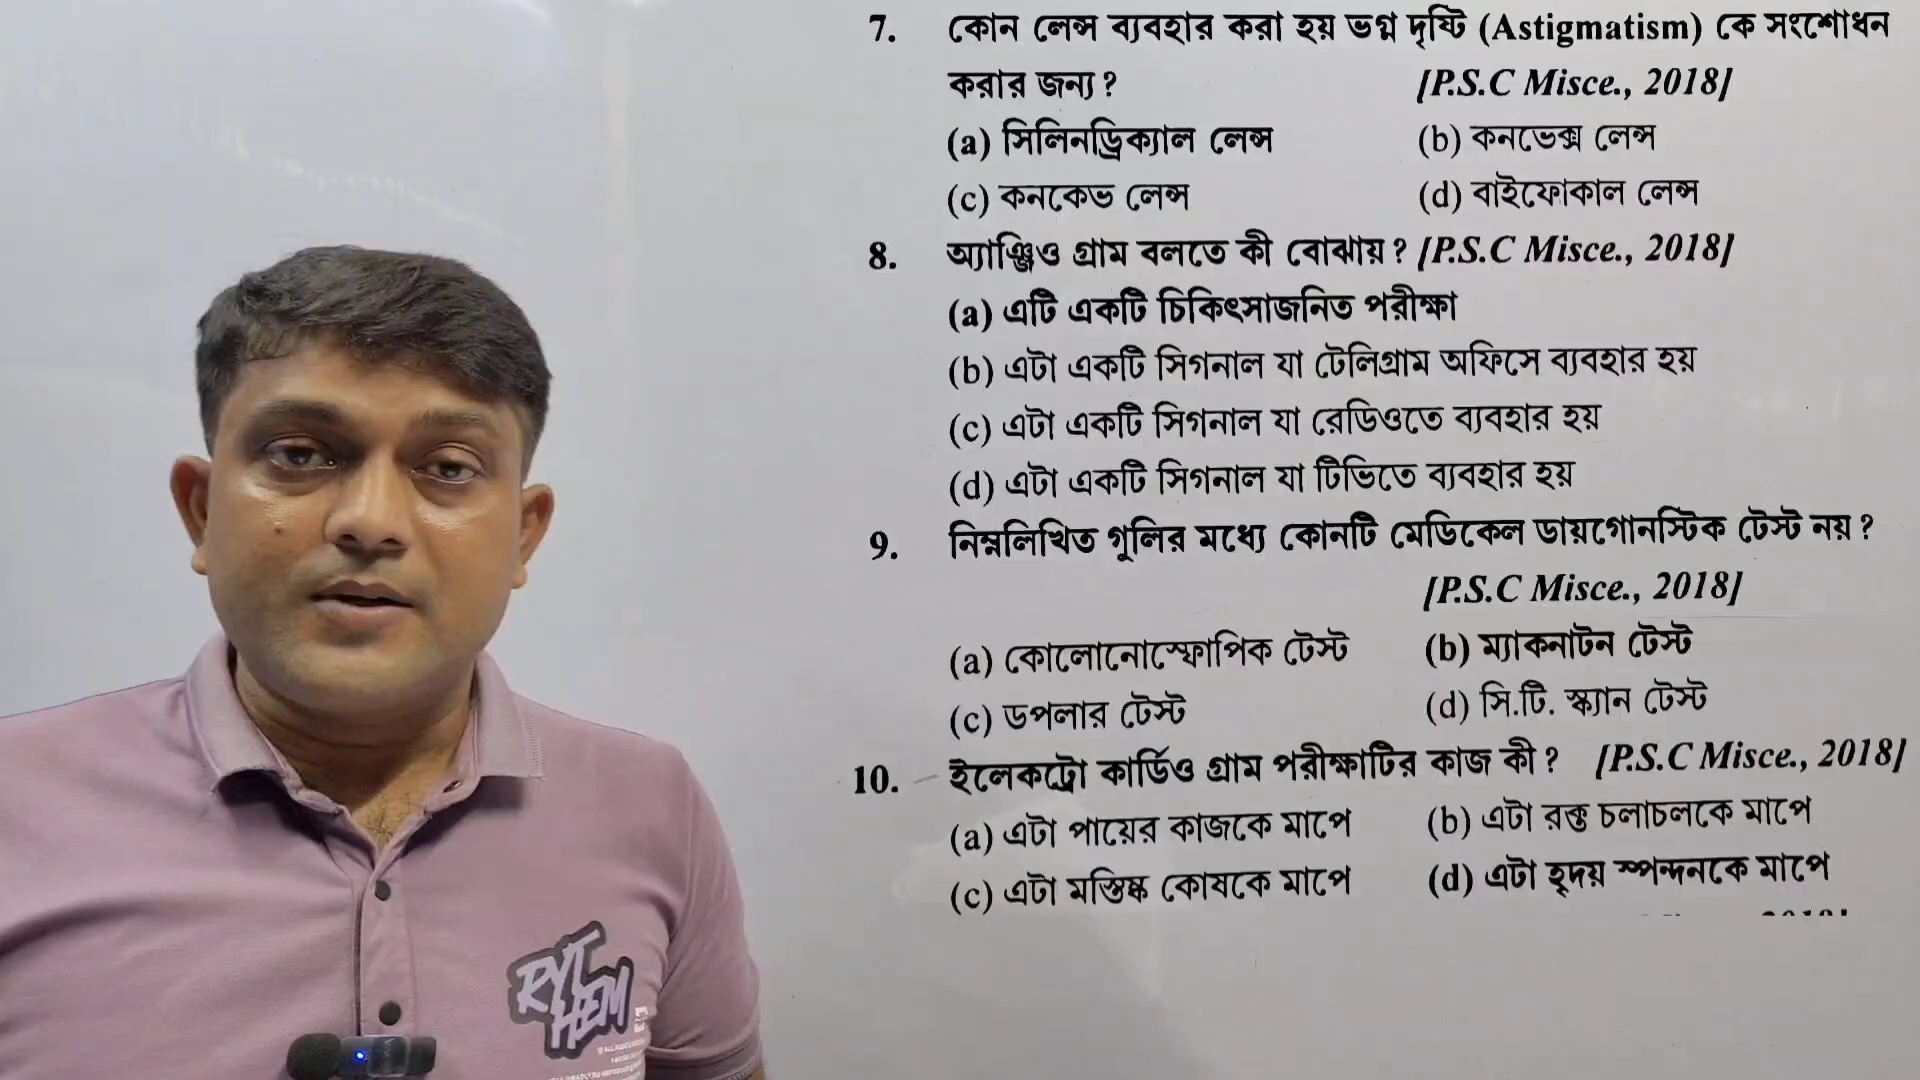 7. কোন লেন্স ব্যবহার করা হয় ভগ্ন দৃষ্টি (Astigmatism) কে সংশোধন
করার জন্য? [P.S.C Misce., 2018]
(a) সিলিনড্রিক্যাল লেন্স (b) কনভেক্স লেন্স
(c) কনকেভ লেন্স (d) বাইফোকাল লেন্স
8. অ্যাঞ্জিও গ্রাম বলতে কী বোঝায়? [P.S.C Misce., 2018]
(a) এটি একটি চিকিৎসাজনিত পরীক্ষা
(b) এটা একটি সিগনাল যা টেলিগ্রাম অফিসে ব্যবহার হয়
(c) এটা একটি সিগনাল যা রেডিওতে ব্যবহার হয়
(d) এটা একটি সিগনাল যা টিভিতে ব্যবহার হয়
9. নিম্নলিখিত গুলির মধ্যে কোনটি মেডিকেল ডায়গোনস্টিক টেস্ট নয়?
[P.S.C Misce., 2018]
(a) কোলোনোস্ফোপিক টেস্ট (b) ম্যাকনাটন টেস্ট
(c) ডপলার টেস্ট (d) সি.টি. স্ক্যান টেস্ট
10. ইলেকট্রো কার্ডিও গ্রাম পরীক্ষাটির কাজ কী? [P.S.C Misce., 2018]
(a) এটা পায়ের কাজকে মাপে (b) এটা রক্ত চলাচলকে মাপে
(c) এটা মস্তিষ্ক কোষকে মাপে (d) এটা হৃদয় স্পন্দনকে মাপে
RYT
HEM